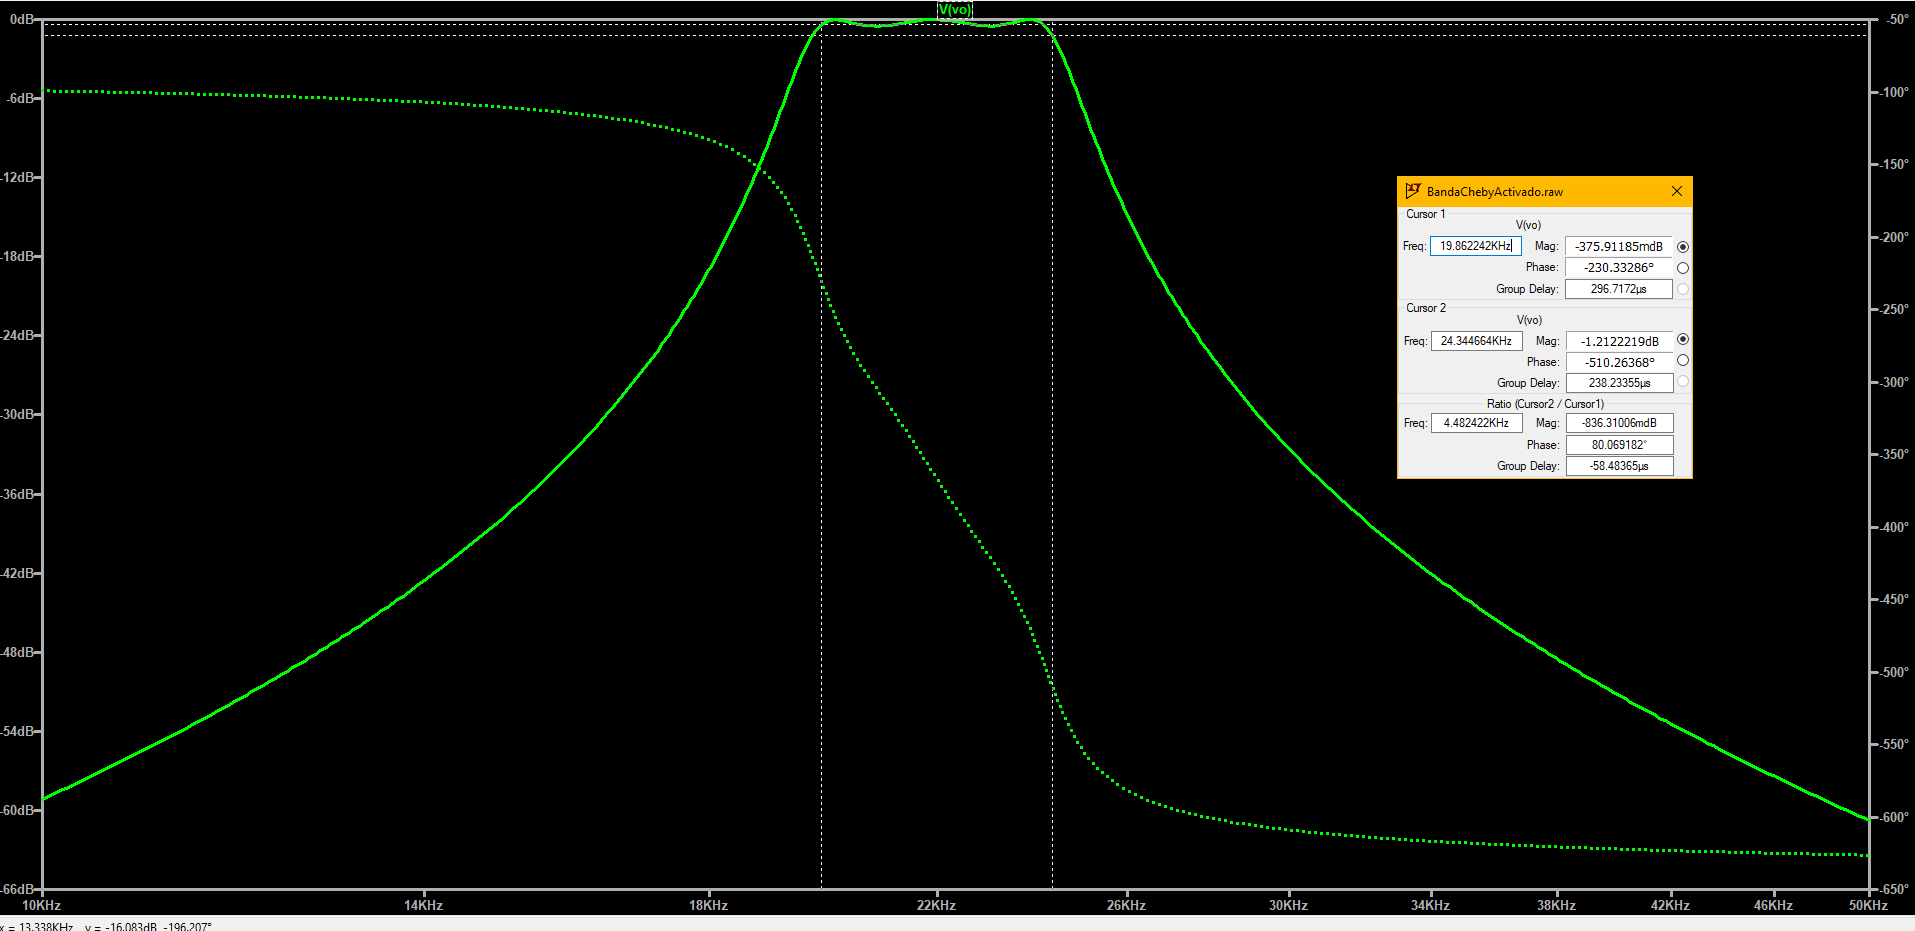 V(vo)
0dB
-6dB
-12dB
-18dB
-24dB
-30dB
-36dB
-42dB
-48dB
-54dB
-60dB
-66dB
-50°
-100°
-150°
-200°
-250°
-300°
-350°
-400°
-450°
-500°
-550°
-600°
-650°
BandaChebyActivado.raw
Cursor 1
V(vo)
Freq: 19.862242KHz Mag: -375.91185mdB
Phase: -230.33286°
Group Delay: 296.7172µs
Cursor 2
V(vo)
Freq: 24.344664KHz Mag: -1.2122219dB
Phase: -510.26368°
Group Delay: 238.23355µs
Ratio (Cursor2 / Cursor1)
Freq: 4.482422KHz Mag: -836.31006mdB
Phase: 80.069182°
Group Delay: -58.48365µs
10KHz 14KHz 18KHz 22KHz 26KHz 30KHz 34KHz 38KHz 42KHz 46KHz 50KHz
x = 13.338KHz y = -16.083dB, -196.207°